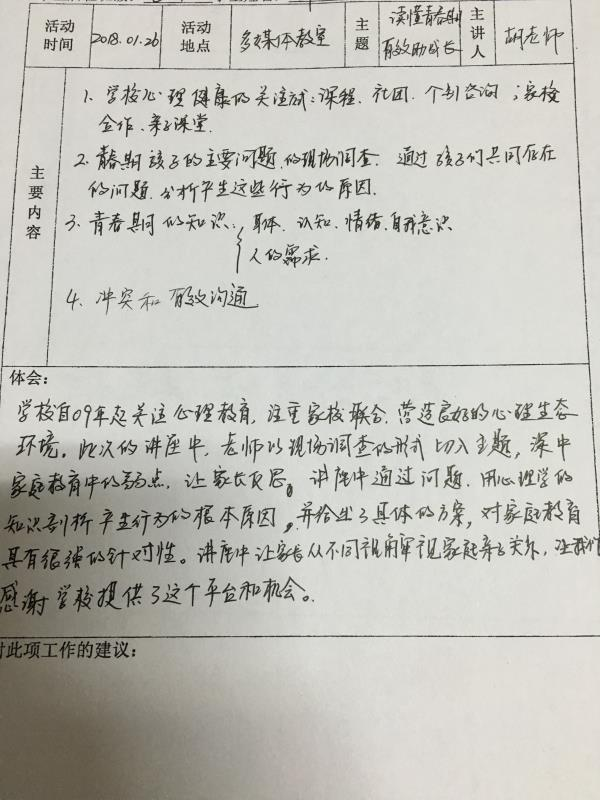 活动时间 2018.01.26 活动地点 多媒体教室 主题 读懂青春期 有效助成长 主讲人 胡老师
主要内容
1. 学校心理健康的关注式：课程、社团、个别咨询；家校
合作、亲子课堂.
2. 青春期孩子的主要问题的现场调查. 通过孩子们共同存在
的问题.分析产生这些行为的原因.
3. 青春期的知识： 身体、认知、情绪.自我意识
人的需求.
4. 冲突和有效沟通
体会：
学校自09年起关注心理教育，注重家校联合.营造良好的心理生态
环境。此次的讲座中，老师以现场调查的形式切入主题，深中
家庭教育中的弱点，让家长反思。讲座中通过问题.用心理学的
知识剖析产生行为的根本原因，并给出了具体的方案，对家庭教育
具有很强的针对性。讲座中让家长从不同视角审视家庭亲子关系，让我们
感谢学校提供了这个平台和机会。
对此项工作的建议：